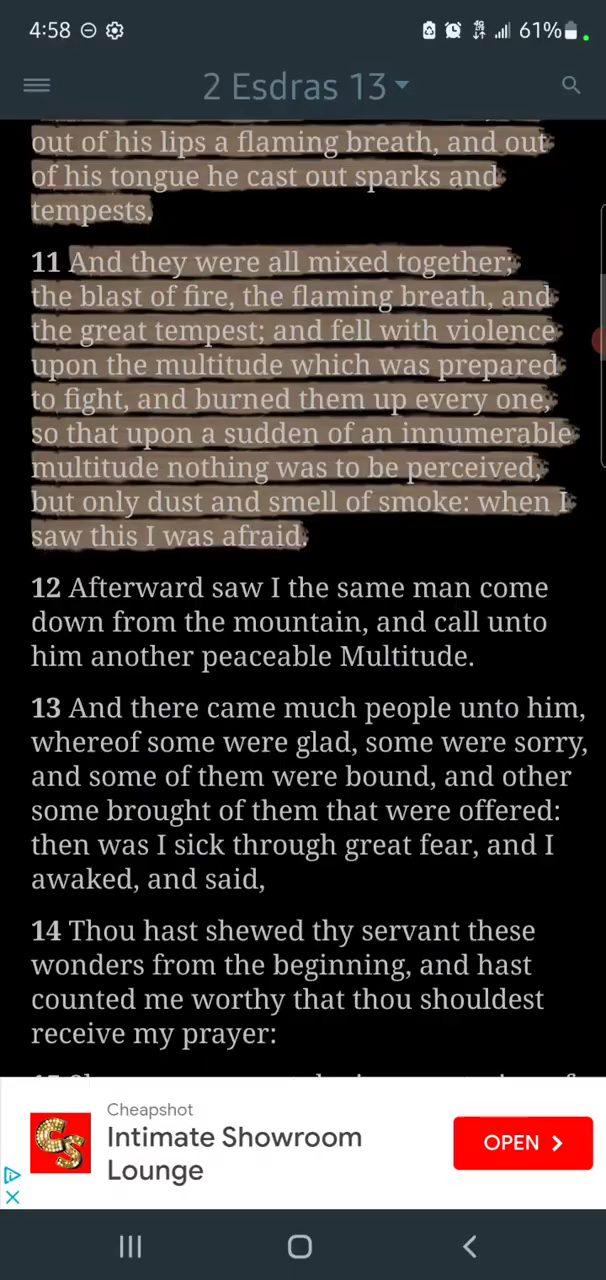 4:58
61%
2 Esdras 13
out of his lips a flaming breath, and out
of his tongue he cast out sparks and
tempests.
11 And they were all mixed together;
the blast of fire, the flaming breath, and
the great tempest; and fell with violence
upon the multitude which was prepared
to fight, and burned them up every one,
so that upon a sudden of an innumerable
multitude nothing was to be perceived,
but only dust and smell of smoke: when I
saw this I was afraid.
12 Afterward saw I the same man come
down from the mountain, and call unto
him another peaceable Multitude.
13 And there came much people unto him,
whereof some were glad, some were sorry,
and some of them were bound, and other
some brought of them that were offered:
then was I sick through great fear, and I
awaked, and said,
14 Thou hast shewed thy servant these
wonders from the beginning, and hast
counted me worthy that thou shouldest
receive my prayer:
Cheapshot
CS
Intimate Showroom
Lounge
OPEN